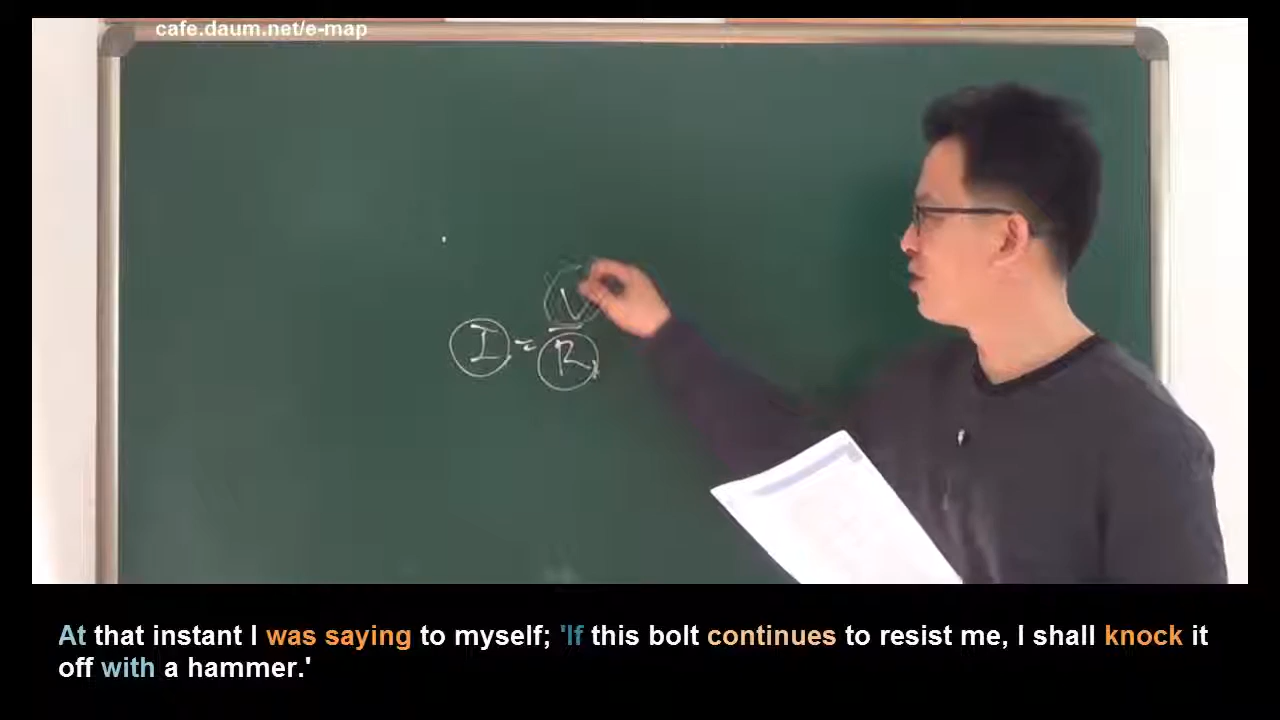 cafe.daum.net/e-map
V
I = R
At that instant I was saying to myself; 'If this bolt continues to resist me, I shall knock it
off with a hammer.'